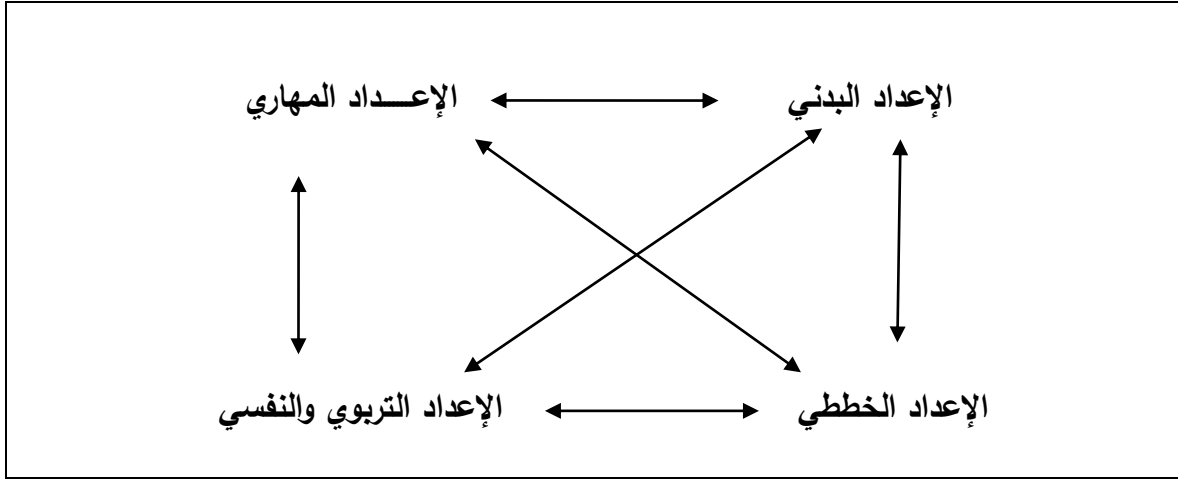 الإعداد البدني
الإعـــداد المهاري
الإعداد الخططي
الإعداد التربوي والنفسي